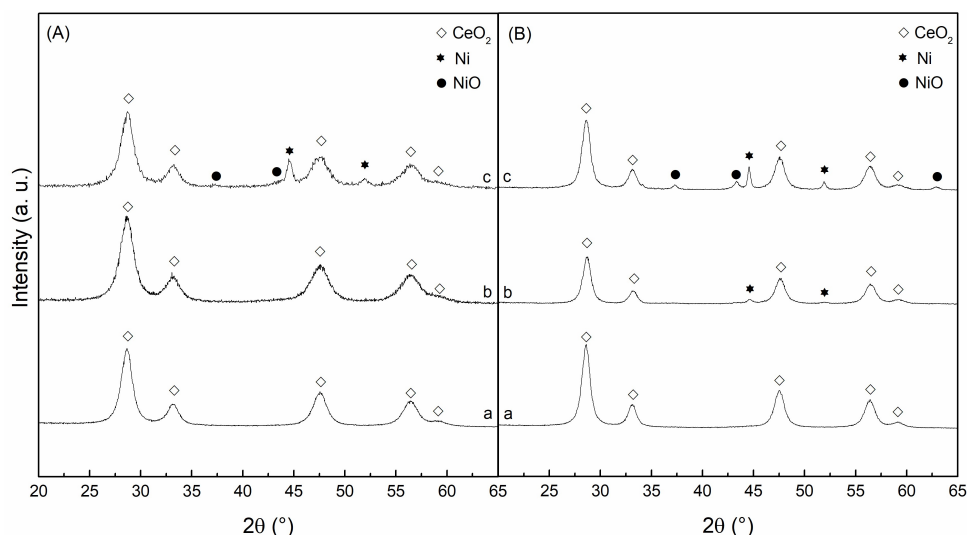 (A)
◇ CeO₂
✶ Ni
● NiO
c
b
a
Intensity (a. u.)
20 25 30 35 40 45 50 55 60 65
2θ (°)
(B)
◇ CeO₂
✶ Ni
● NiO
c
b
a
25 30 35 40 45 50 55 60 65
2θ (°)